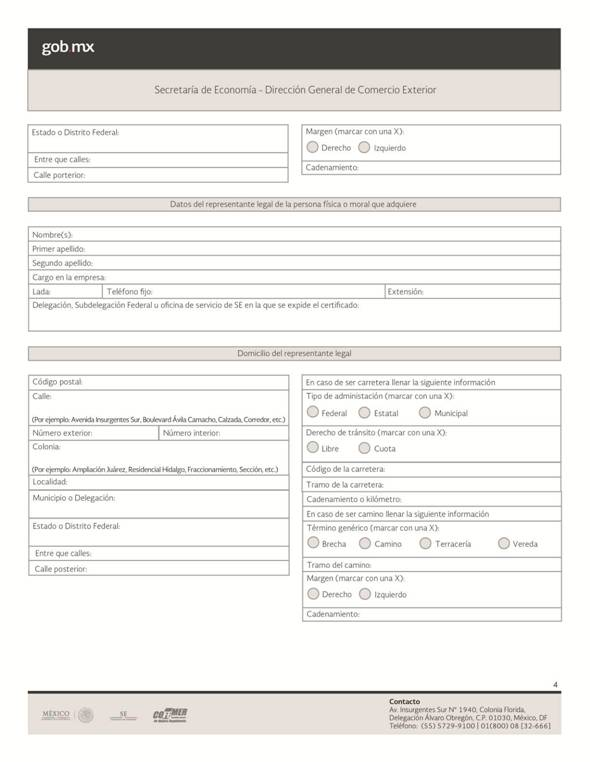 gob.mx
Secretaría de Economía - Dirección General de Comercio Exterior
Estado o Distrito Federal:
Entre que calles:
Calle porterior:
Margen (marcar con una X):
Derecho Izquierdo
Cadenamiento:
Datos del representante legal de la persona física o moral que adquiere
Nombre(s):
Primer apellido:
Segundo apellido:
Cargo en la empresa:
Lada: Teléfono fijo: Extensión:
Delegación, Subdelegación Federal u oficina de servicio de SE en la que se expide el certificado:
Domicilio del representante legal
Código postal:
Calle:
(Por ejemplo: Avenida Insurgentes Sur, Boulevard Ávila Camacho, Calzada, Corredor, etc.)
Número exterior: Número interior:
Colonia:
(Por ejemplo: Ampliación Juárez, Residencial Hidalgo, Fraccionamiento, Sección, etc.)
Localidad:
Municipio o Delegación:
Estado o Distrito Federal:
Entre que calles:
Calle posterior:
En caso de ser carretera llenar la siguiente información
Tipo de administación (marcar con una X):
Federal Estatal Municipal
Derecho de tránsito (marcar con una X):
Libre Cuota
Código de la carretera:
Tramo de la carretera:
Cadenamiento o kilómetro:
En caso de ser camino llenar la siguiente información
Término genérico (marcar con una X):
Brecha Camino Terracería Vereda
Tramo del camino:
Margen (marcar con una X):
Derecho Izquierdo
Cadenamiento:
4
MÉXICO
SE
COFEMER
Contacto
Av. Insurgentes Sur N° 1940, Colonia Florida,
Delegación Álvaro Obregón, C.P. 01030, México, DF
Teléfono: (55) 5729-9100 | 01(800) 08 [32-666]